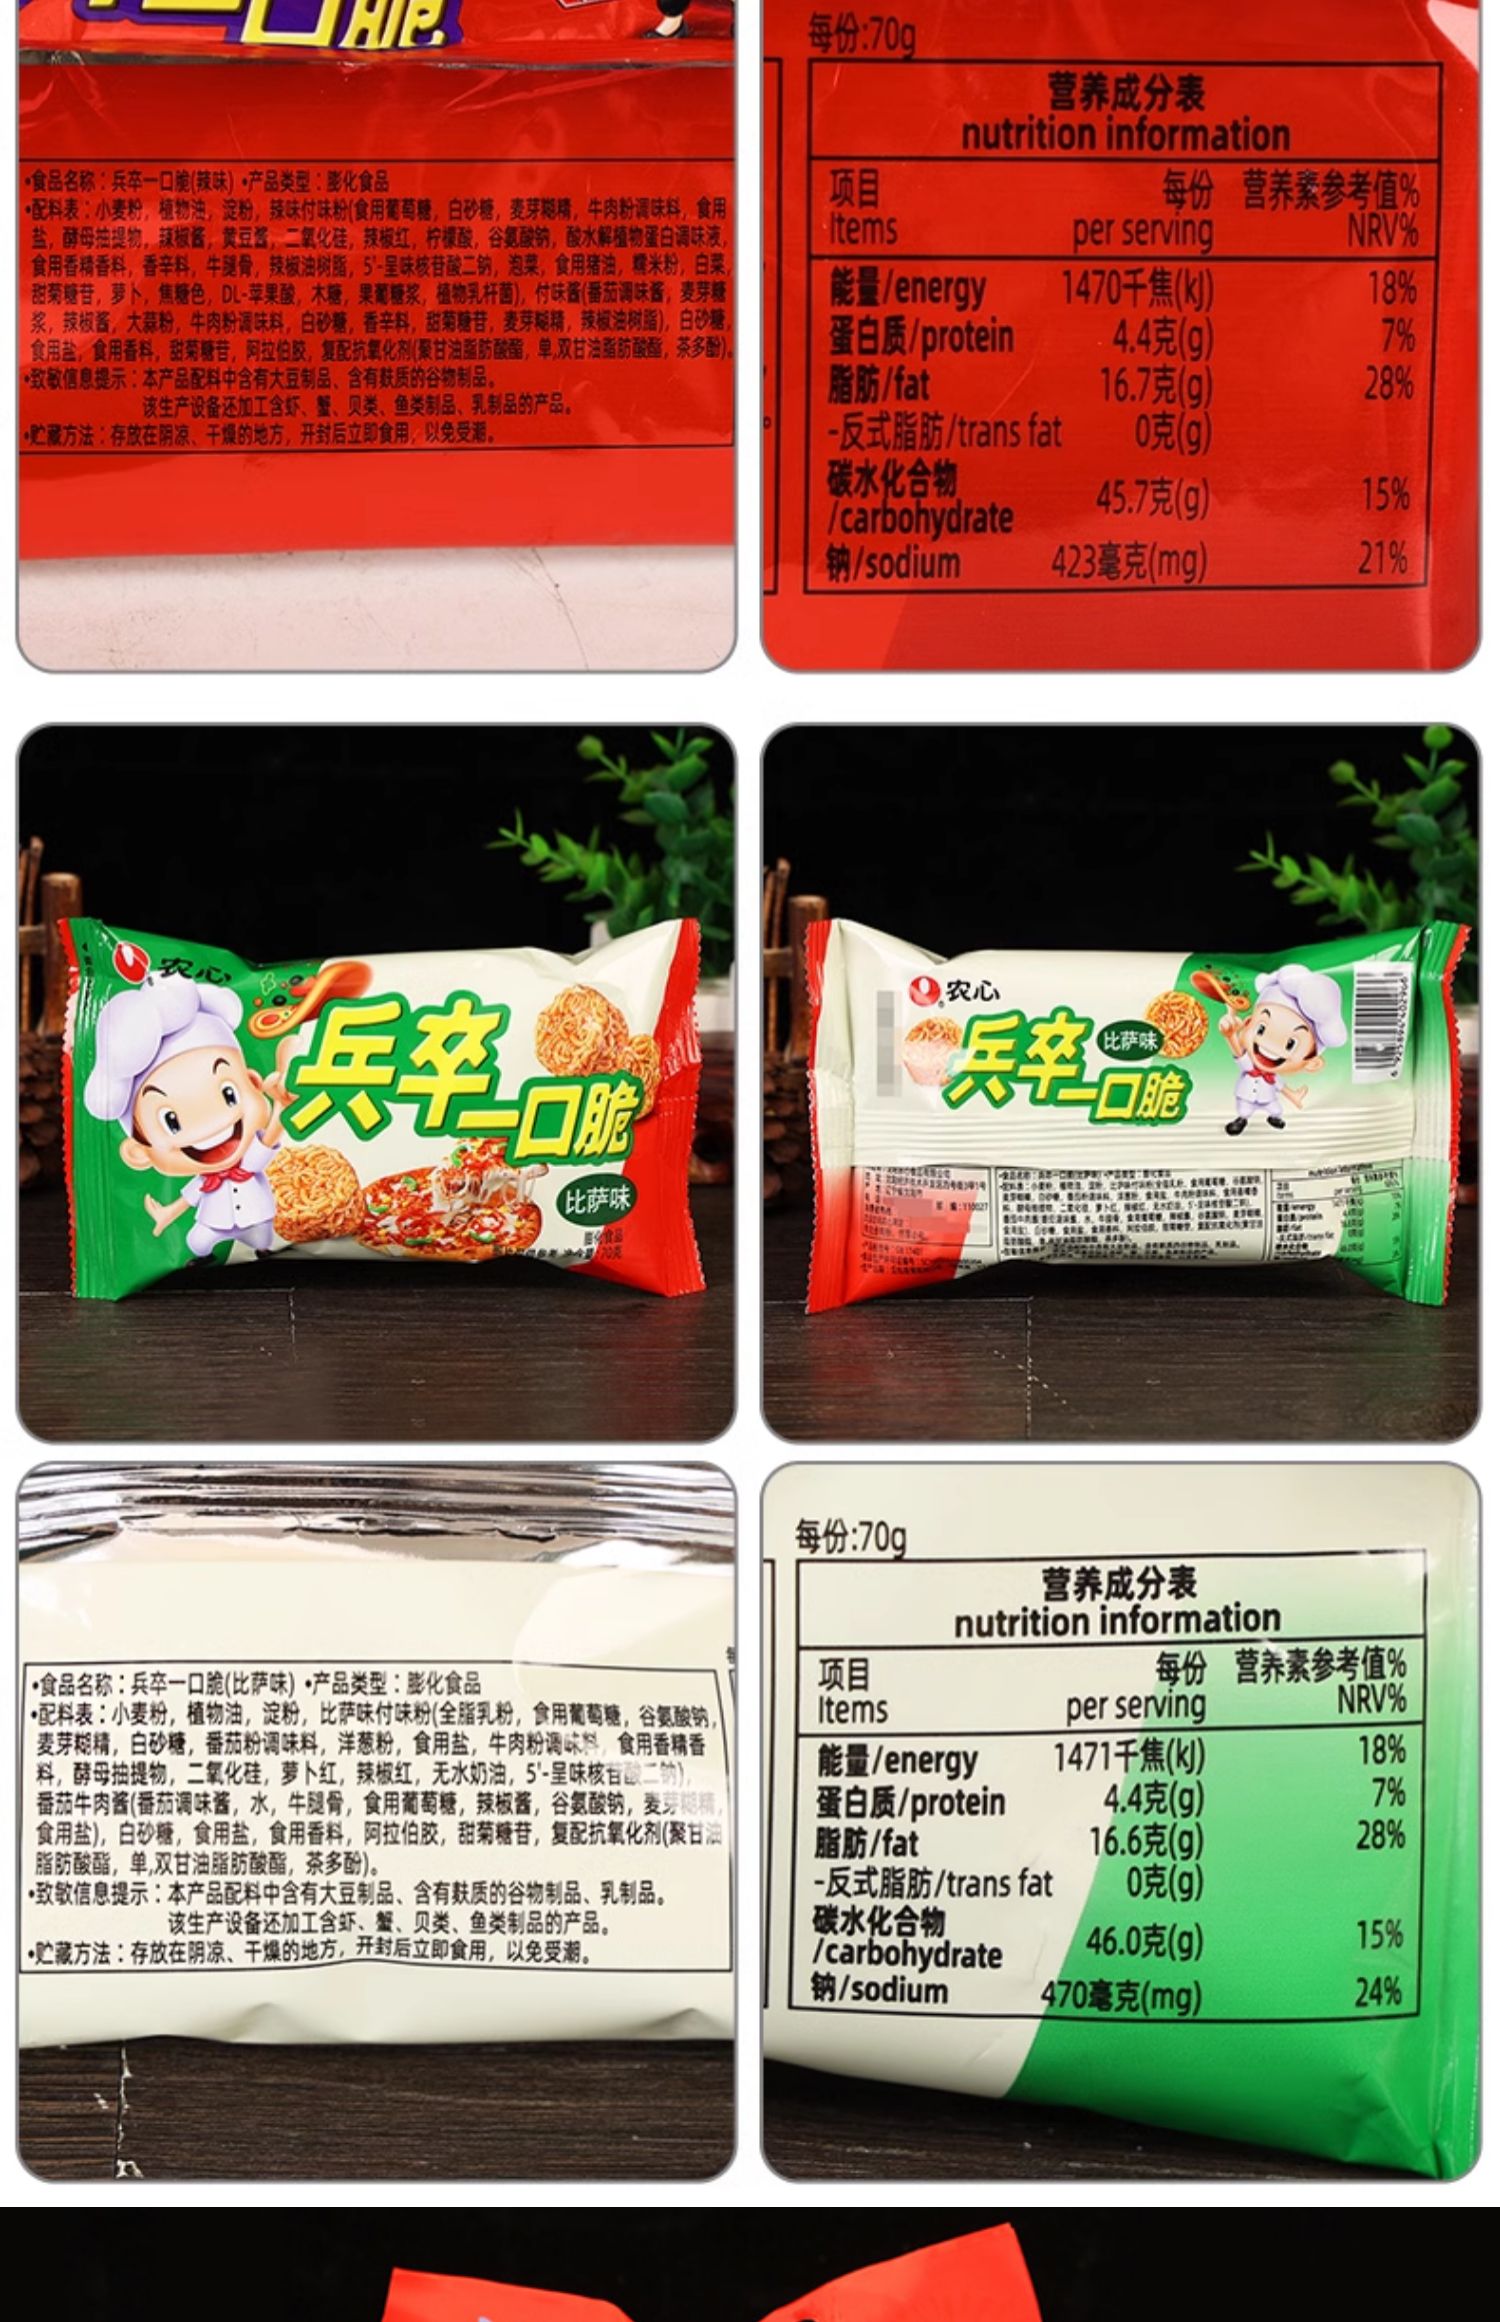 一口脆
•食品名称：兵卒一口脆(辣味) •产品类型：膨化食品
•配料表：小麦粉，植物油，淀粉，辣味付味粉(食用葡萄糖，白砂糖，麦芽糊精，牛肉粉调味料，食用
盐，酵母抽提物，辣椒酱，黄豆酱，二氧化硅，辣椒红，柠檬酸，谷氨酸钠，酸水解植物蛋白调味液，
食用香精香料，香辛料，牛腿骨，辣椒油树脂，5'-呈味核苷酸二钠，泡菜，食用猪油，糯米粉，白菜，
甜菊糖苷，萝卜，焦糖色，DL-苹果酸，木糖，果葡糖浆，植物乳杆菌)，付味酱(番茄调味酱，麦芽糖
浆，辣椒酱，大蒜粉，牛肉粉调味料，白砂糖，香辛料，甜菊糖苷，麦芽糊精，辣椒油树脂)，白砂糖，
食用盐，食用香料，甜菊糖苷，阿拉伯胶，复配抗氧化剂(聚甘油脂肪酸酯，单,双甘油脂肪酸酯，茶多酚)。
•致敏信息提示：本产品配料中含有大豆制品、含有麸质的谷物制品。
该生产设备还加工含虾、蟹、贝类、鱼类制品、乳制品的产品。
•贮藏方法：存放在阴凉、干燥的地方，开封后立即食用，以免受潮。
每份:70g
营养成分表
nutrition information
项目 每份 营养素参考值%
Items per serving NRV%
能量/energy 1470千焦(kJ) 18%
蛋白质/protein 4.4克(g) 7%
脂肪/fat 16.7克(g) 28%
-反式脂肪/trans fat 0克(g)
碳水化合物
/carbohydrate 45.7克(g) 15%
钠/sodium 423毫克(mg) 21%
农心
兵卒一口脆
比萨味
膨化食品
70克
农心
兵卒一口脆
比萨味
•食品名称：兵卒一口脆(比萨味) •产品类型：膨化食品
•配料表：小麦粉，植物油，淀粉，比萨味付味粉(全脂乳粉，食用葡萄糖，谷氨酸钠，
麦芽糊精，白砂糖，番茄粉调味料，洋葱粉，食用盐，牛肉粉调味料，食用香精香
料，酵母抽提物，二氧化硅，萝卜红，辣椒红，无水奶油，5'-呈味核苷酸二钠)，
番茄牛肉酱(番茄调味酱，水，牛腿骨，食用葡萄糖，辣椒酱，谷氨酸钠，麦芽糊精，
食用盐)，白砂糖，食用盐，食用香料，阿拉伯胶，甜菊糖苷，复配抗氧化剂(聚甘油
脂肪酸酯，单,双甘油脂肪酸酯，茶多酚)。
•致敏信息提示：本产品配料中含有大豆制品、含有麸质的谷物制品、乳制品。
该生产设备还加工含虾、蟹、贝类、鱼类制品的产品。
•贮藏方法：存放在阴凉、干燥的地方，开封后立即食用，以免受潮。
每份:70g
营养成分表
nutrition information
项目 每份 营养素参考值%
Items per serving NRV%
能量/energy 1471千焦(kJ) 18%
蛋白质/protein 4.4克(g) 7%
脂肪/fat 16.6克(g) 28%
-反式脂肪/trans fat 0克(g)
碳水化合物
/carbohydrate 46.0克(g) 15%
钠/sodium 470毫克(mg) 24%